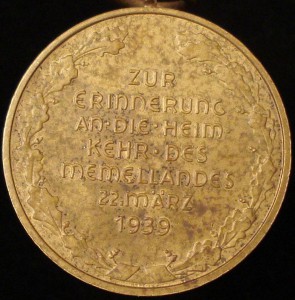 ZUR
ERINNERUNG
AN·DIE·HEIM
KEHR·DES
MEMELLANDES
22.MÄRZ
1939